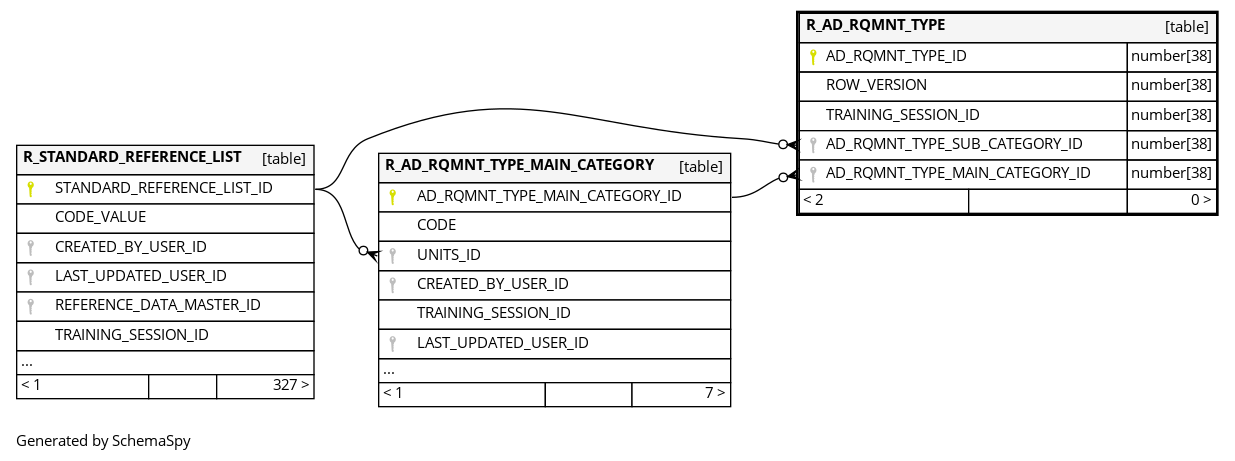 R_AD_RQMNT_TYPE [table]
AD_RQMNT_TYPE_ID number[38]
ROW_VERSION number[38]
TRAINING_SESSION_ID number[38]
AD_RQMNT_TYPE_SUB_CATEGORY_ID number[38]
AD_RQMNT_TYPE_MAIN_CATEGORY_ID number[38]
< 2 0 >
R_STANDARD_REFERENCE_LIST [table]
STANDARD_REFERENCE_LIST_ID
CODE_VALUE
CREATED_BY_USER_ID
LAST_UPDATED_USER_ID
REFERENCE_DATA_MASTER_ID
TRAINING_SESSION_ID
...
< 1 327 >
R_AD_RQMNT_TYPE_MAIN_CATEGORY [table]
AD_RQMNT_TYPE_MAIN_CATEGORY_ID
CODE
UNITS_ID
CREATED_BY_USER_ID
TRAINING_SESSION_ID
LAST_UPDATED_USER_ID
...
< 1 7 >
Generated by SchemaSpy